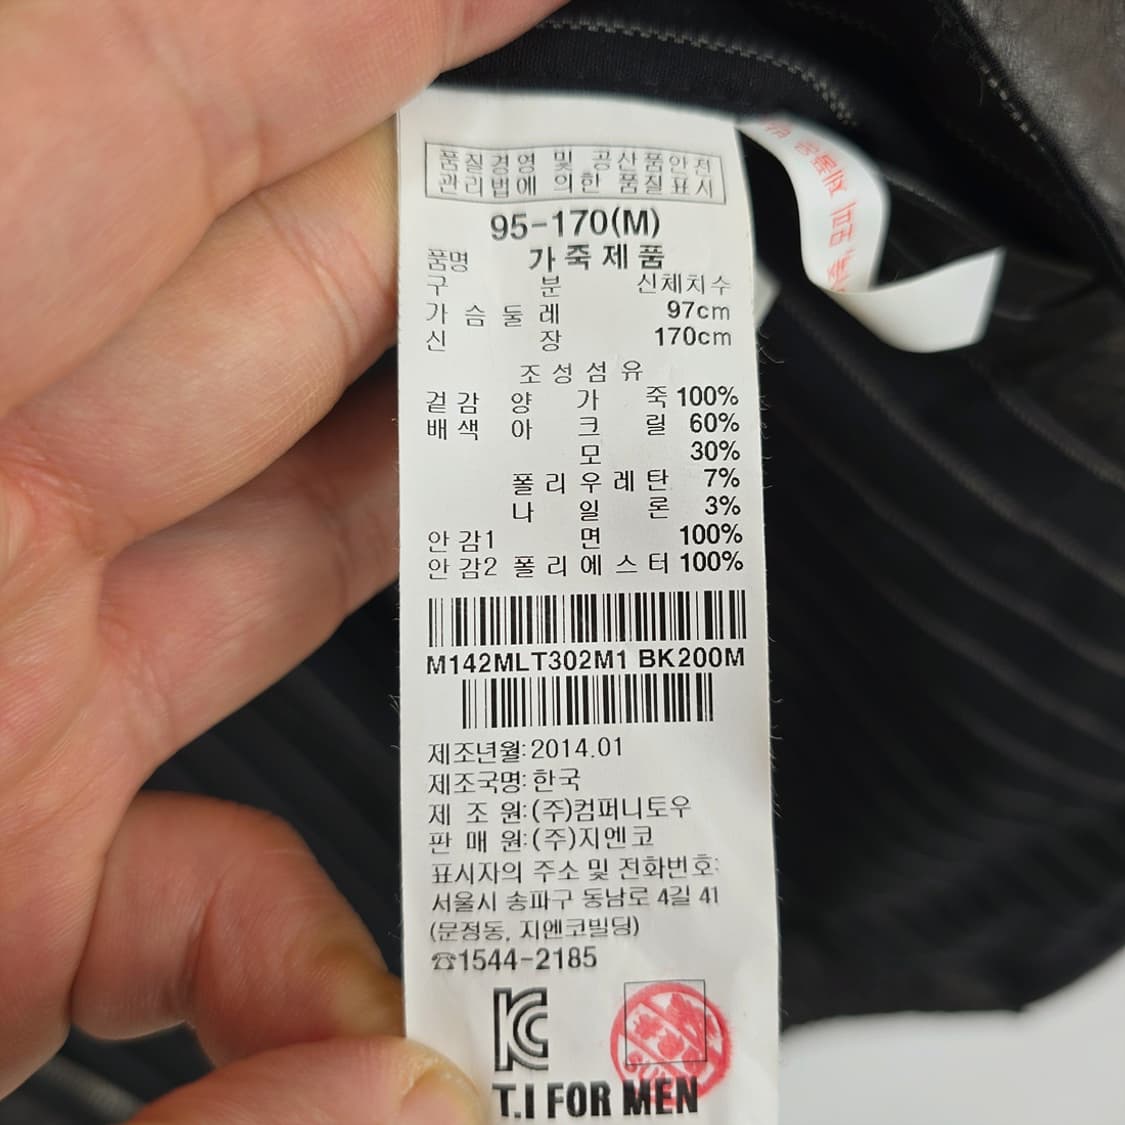 품질경영 및 공산품안전
관리법에 의한 품질표시
95-170(M)
품명 가죽제품
구 분 신체치수
가 슴 둘 레 97cm
신 장 170cm
조성섬유
겉감 양 가 죽 100%
배색 아 크 릴 60%
모 30%
폴리우레탄 7%
나 일 론 3%
안감1 면 100%
안감2 폴리에스터 100%
M142MLT302M1 BK200M
제조년월:2014.01
제조국명:한국
제 조 원:(주)컴퍼니토우
판 매 원:(주)지엔코
표시자의 주소 및 전화번호:
서울시 송파구 동남로 4길 41
(문정동, 지엔코빌딩)
☎1544-2185
KC
T.I FOR MEN